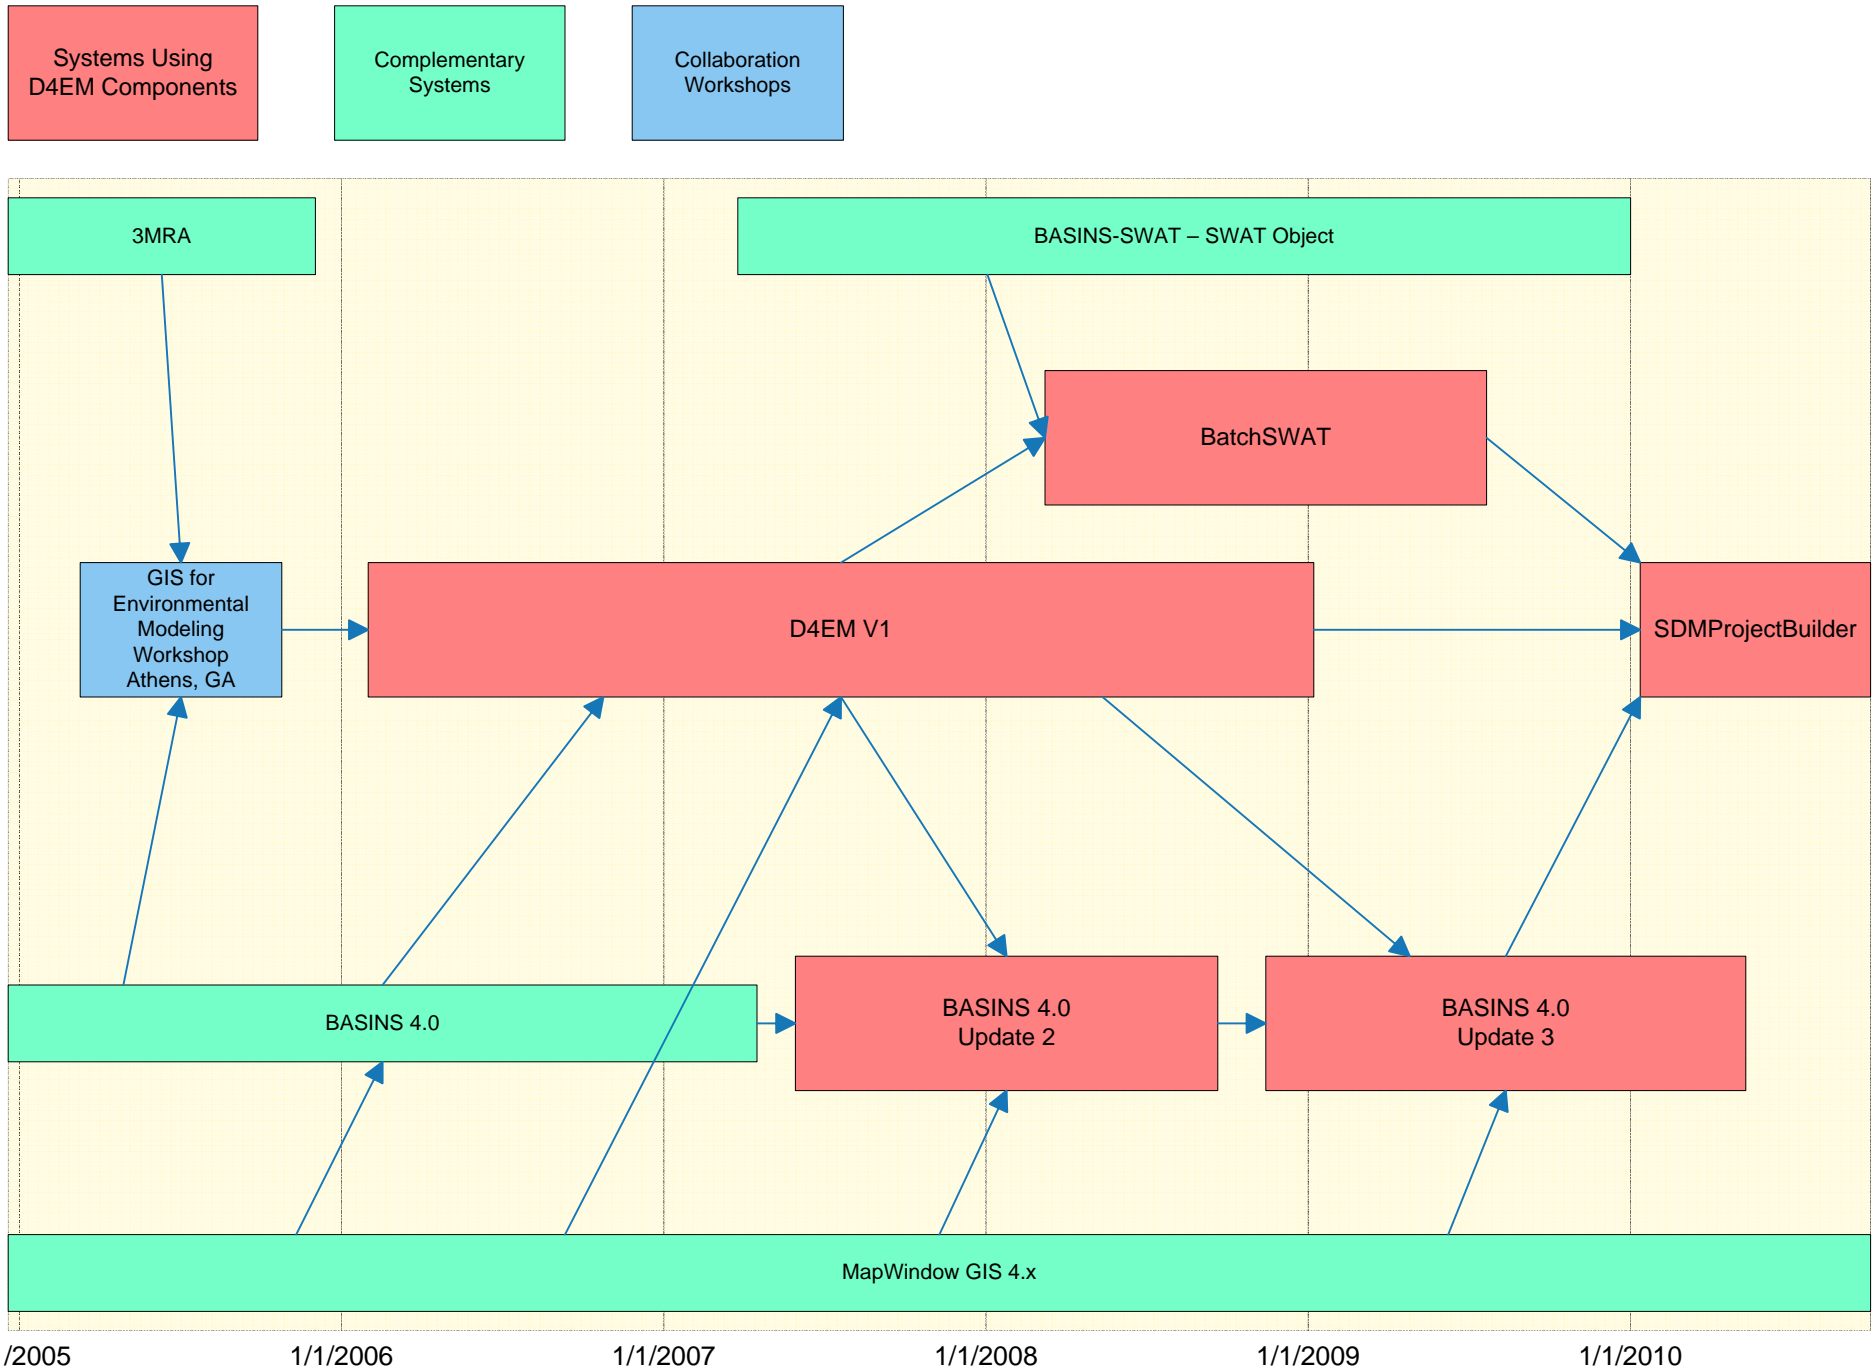 Systems Using
D4EM Components
Complementary
Systems
Collaboration
Workshops
3MRA
BASINS-SWAT – SWAT Object
BatchSWAT
GIS for
Environmental
Modeling
Workshop
Athens, GA
D4EM V1
SDMProjectBuilder
BASINS 4.0
BASINS 4.0
Update 2
BASINS 4.0
Update 3
MapWindow GIS 4.x
/2005
1/1/2006
1/1/2007
1/1/2008
1/1/2009
1/1/2010